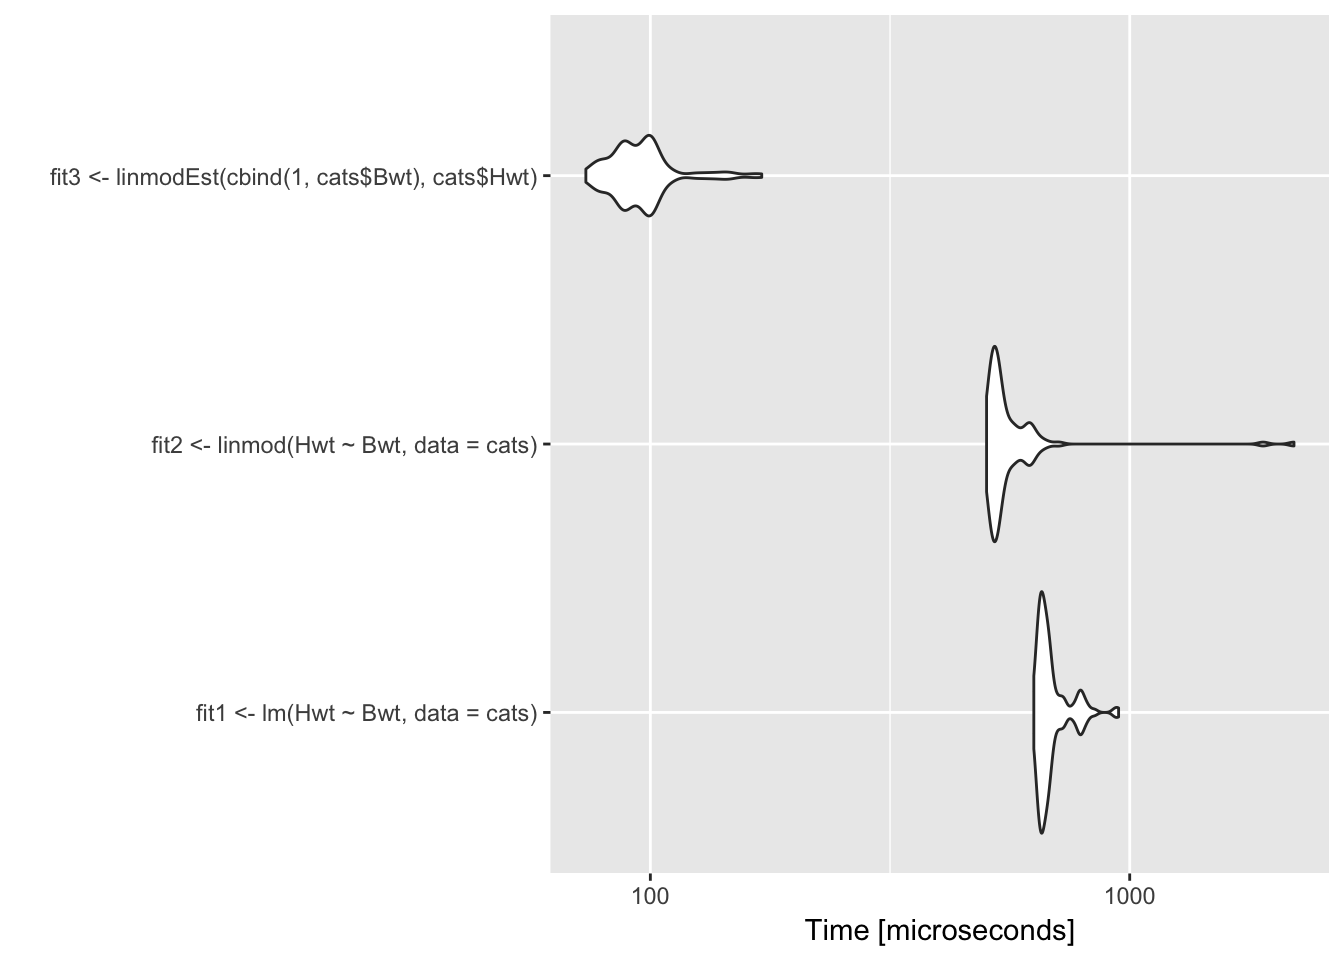 fit3 <- linmodEst(cbind(1, cats$Bwt), cats$Hwt)
fit2 <- linmod(Hwt ~ Bwt, data = cats)
fit1 <- lm(Hwt ~ Bwt, data = cats)
100 1000
Time [microseconds]